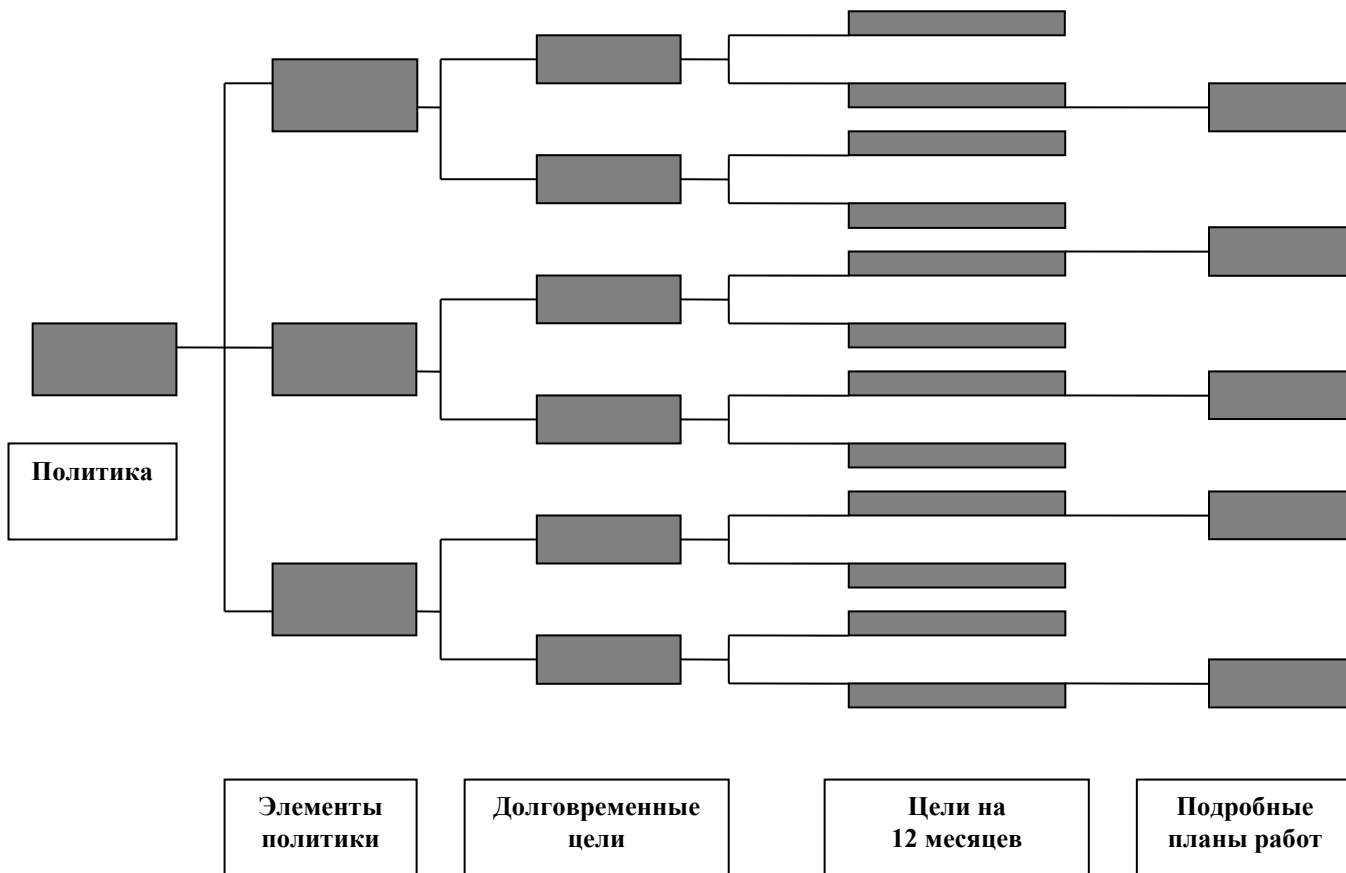 Политика
Элементы
политики
Долговременные
цели
Цели на
12 месяцев
Подробные
планы работ